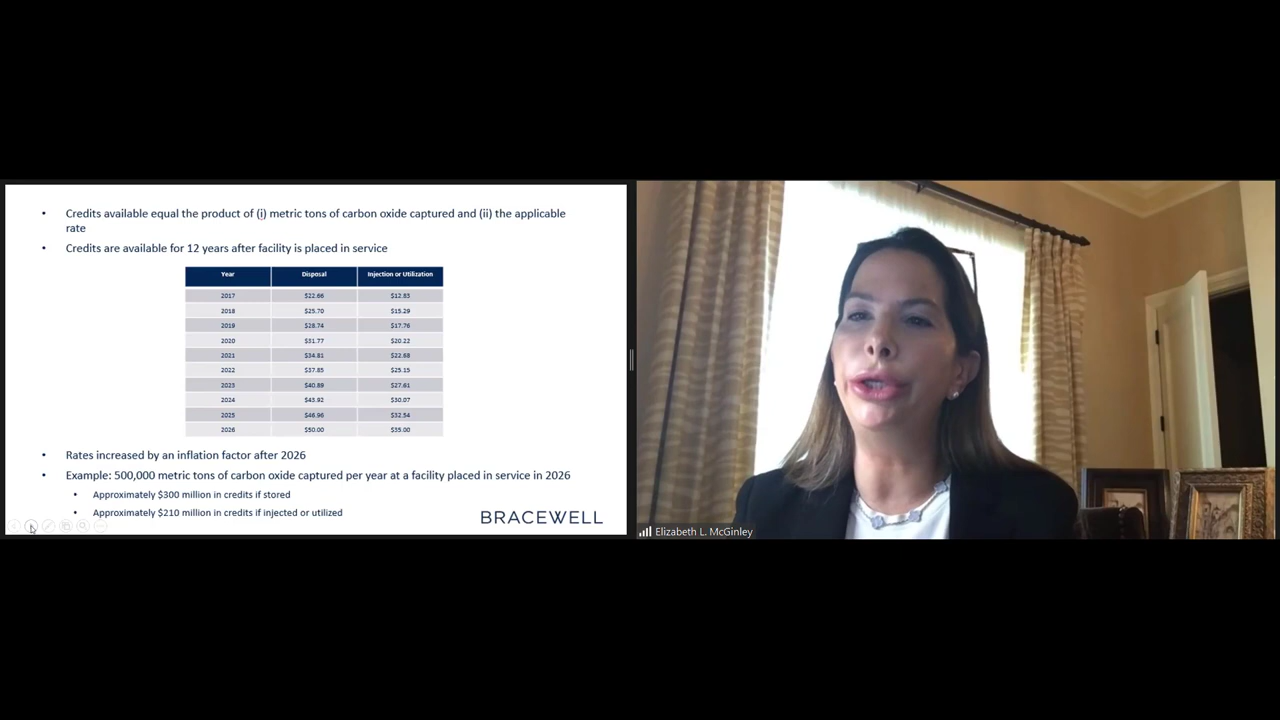 • Credits available equal the product of (i) metric tons of carbon oxide captured and (ii) the applicable
rate
• Credits are available for 12 years after facility is placed in service
Year Disposal Injection or Utilization
2017 $22.66 $12.83
2018 $25.70 $15.29
2019 $28.74 $17.76
2020 $31.77 $20.22
2021 $34.81 $22.68
2022 $37.85 $25.15
2023 $40.89 $27.61
2024 $43.92 $30.07
2025 $46.96 $32.54
2026 $50.00 $35.00
• Rates increased by an inflation factor after 2026
• Example: 500,000 metric tons of carbon oxide captured per year at a facility placed in service in 2026
• Approximately $300 million in credits if stored
• Approximately $210 million in credits if injected or utilized
BRACEWELL
Elizabeth L. McGinley